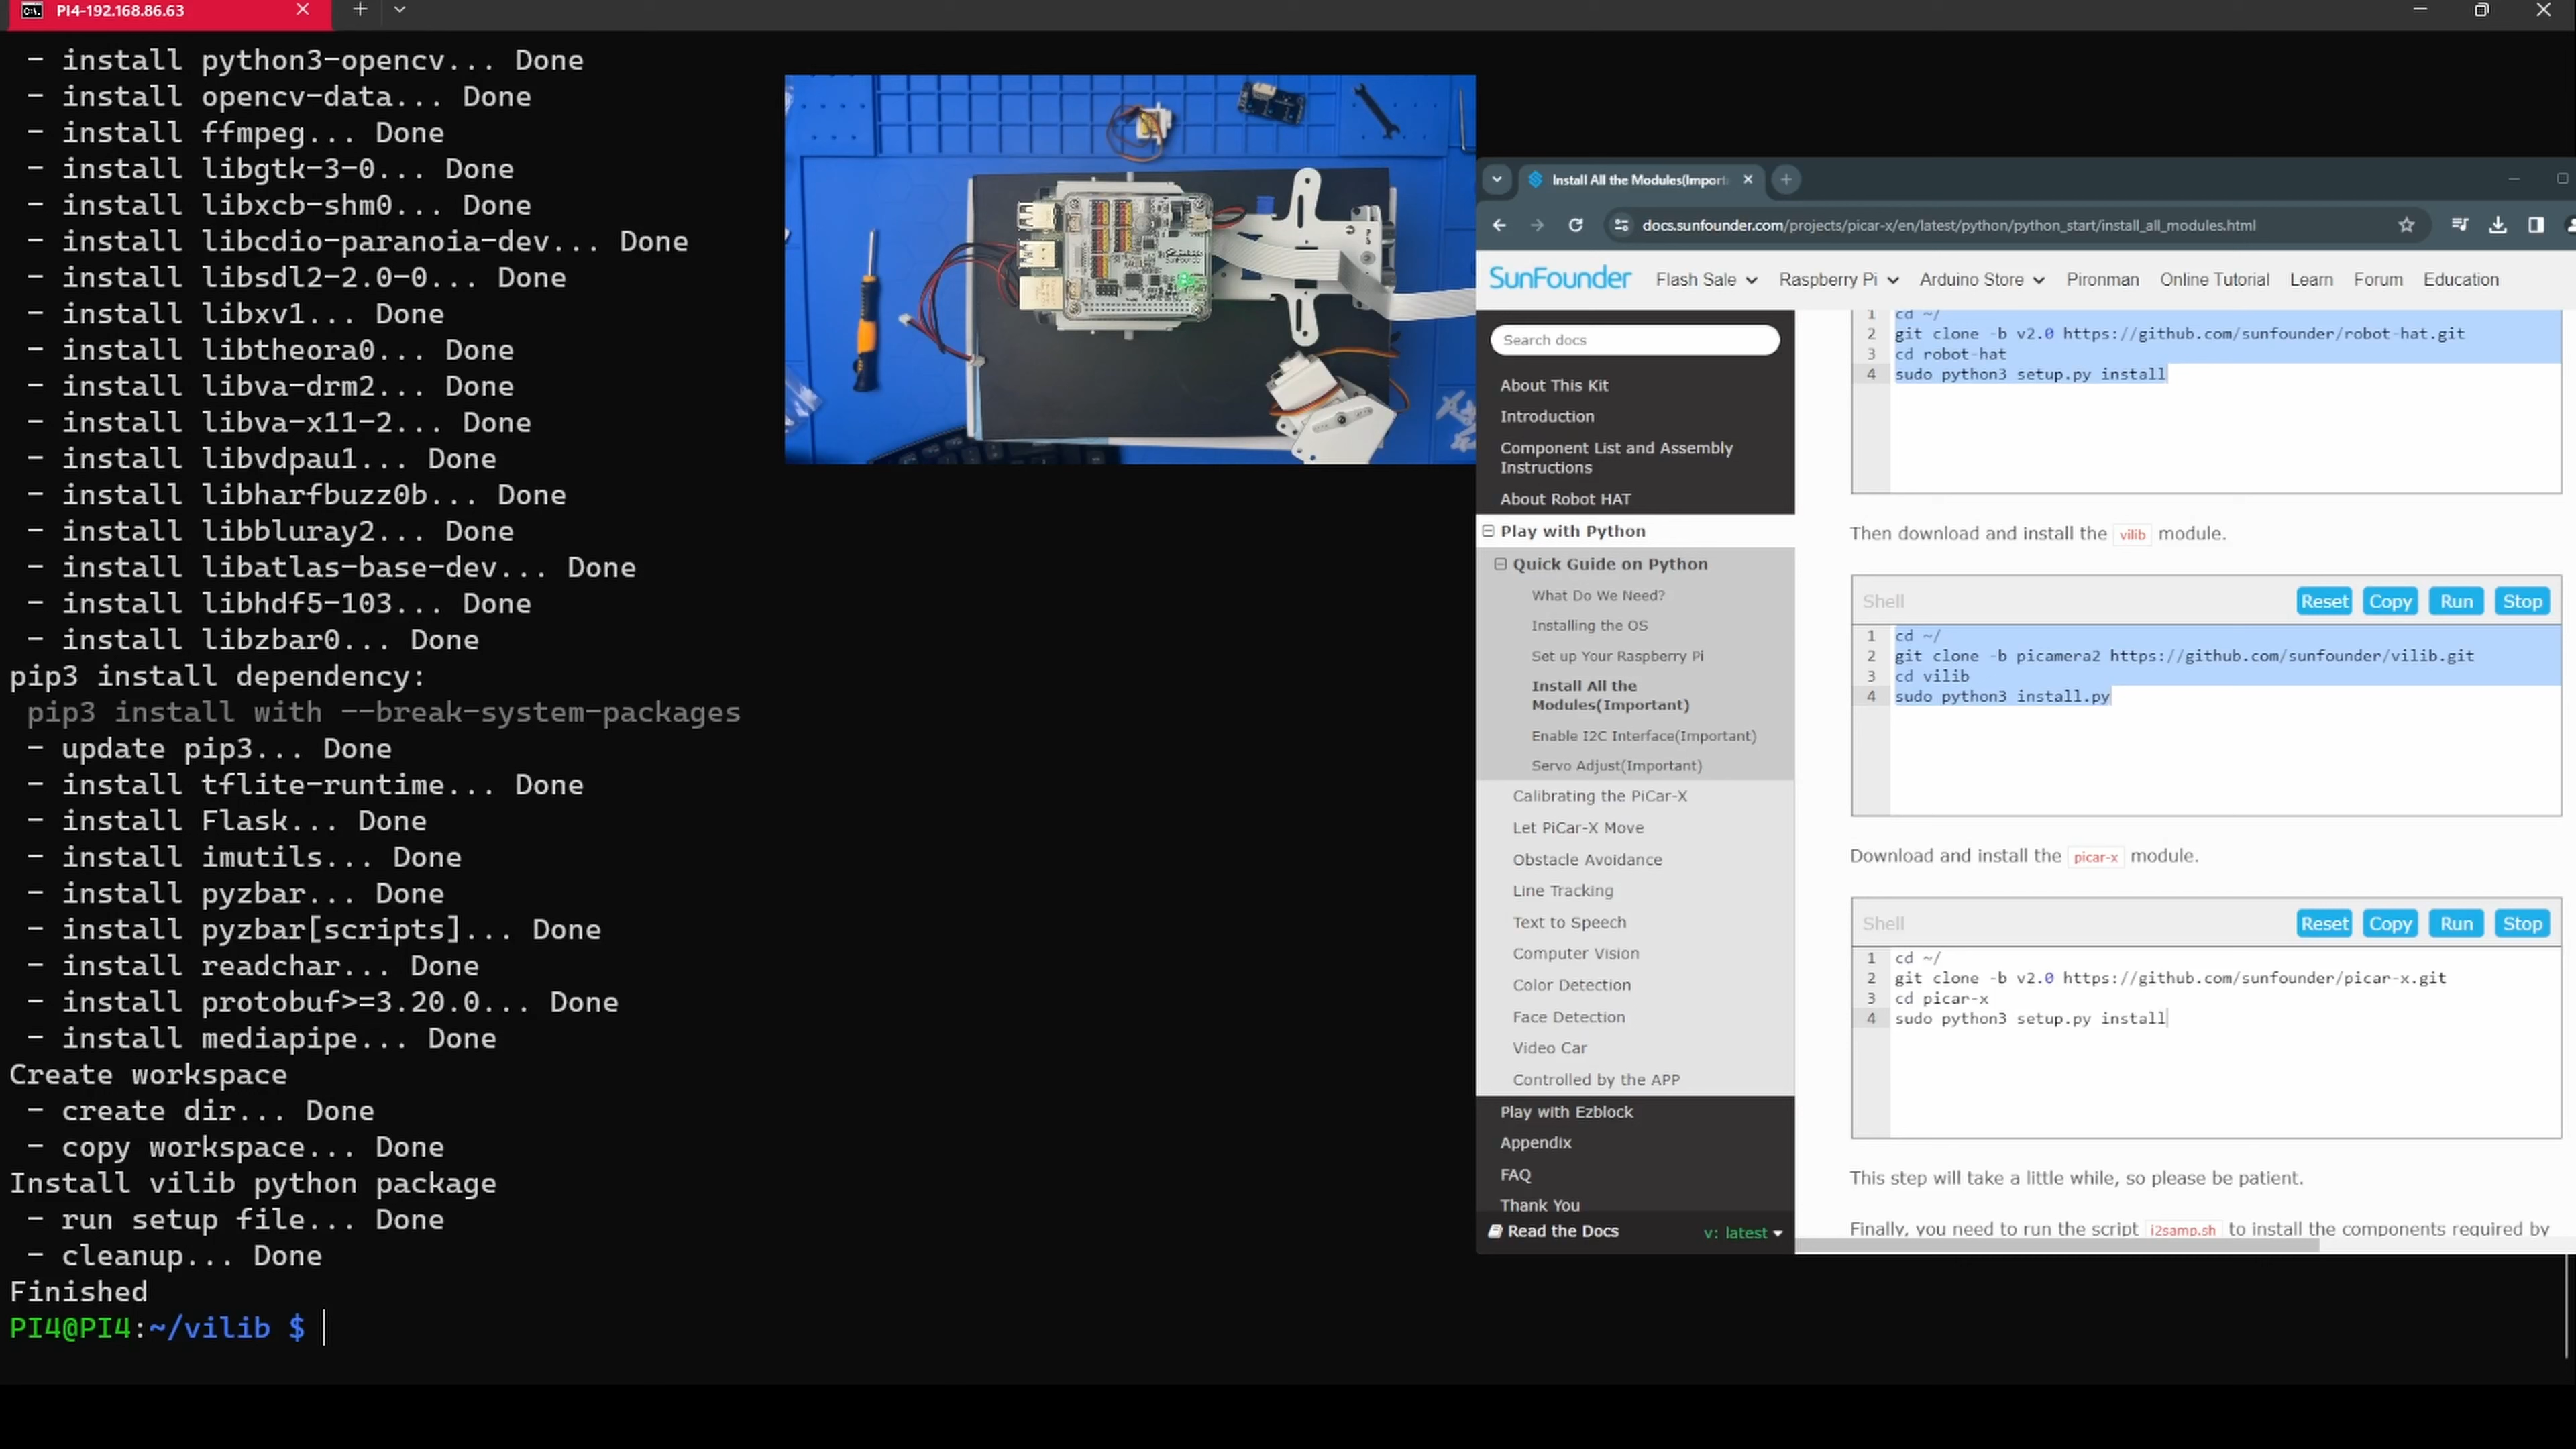 PI4-192.168.86.63
- install python3-opencv... Done
- install opencv-data... Done
- install ffmpeg... Done
- install libgtk-3-0... Done
- install libxcb-shm0... Done
- install libcdio-paranoia-dev... Done
- install libsdl2-2.0-0... Done
- install libxv1... Done
- install libtheora0... Done
- install libva-drm2... Done
- install libva-x11-2... Done
- install libvdpau1... Done
- install libharfbuzz0b... Done
- install libbluray2... Done
- install libatlas-base-dev... Done
- install libhdf5-103... Done
- install libzbar0... Done
pip3 install dependency:
pip3 install with --break-system-packages
- update pip3... Done
- install tflite-runtime... Done
- install Flask... Done
- install imutils... Done
- install pyzbar... Done
- install pyzbar[scripts]... Done
- install readchar... Done
- install protobuf>=3.20.0... Done
- install mediapipe... Done
Create workspace
- create dir... Done
- copy workspace... Done
Install vilib python package
- run setup file... Done
- cleanup... Done
Finished
PI4@PI4:~/vilib $
Install All the Modules(Import
docs.sunfounder.com/projects/picar-x/en/latest/python/python_start/install_all_modules.html
SunFounder Flash Sale Raspberry Pi Arduino Store Pironman Online Tutorial Learn Forum Education
Search docs
About This Kit
Introduction
Component List and Assembly
Instructions
About Robot HAT
Play with Python
Quick Guide on Python
What Do We Need?
Installing the OS
Set up Your Raspberry Pi
Install All the
Modules(Important)
Enable I2C Interface(Important)
Servo Adjust(Important)
Calibrating the PiCar-X
Let PiCar-X Move
Obstacle Avoidance
Line Tracking
Text to Speech
Computer Vision
Color Detection
Face Detection
Video Car
Controlled by the APP
Play with Ezblock
Appendix
FAQ
Thank You
Read the Docs v: latest
1 cd ~/
2 git clone -b v2.0 https://github.com/sunfounder/robot-hat.git
3 cd robot-hat
4 sudo python3 setup.py install
Then download and install the vilib module.
Shell Reset Copy Run Stop
1 cd ~/
2 git clone -b picamera2 https://github.com/sunfounder/vilib.git
3 cd vilib
4 sudo python3 install.py
Download and install the picar-x module.
Shell Reset Copy Run Stop
1 cd ~/
2 git clone -b v2.0 https://github.com/sunfounder/picar-x.git
3 cd picar-x
4 sudo python3 setup.py install
This step will take a little while, so please be patient.
Finally, you need to run the script i2samp.sh to install the components required by